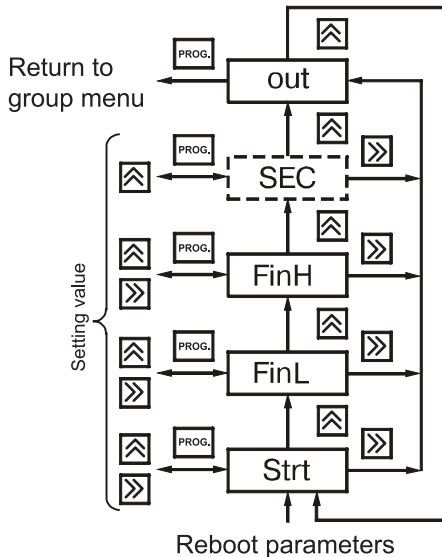 PROG.
Return to
group menu
out
PROG.
SEC
PROG.
FinH
Setting value
PROG.
FinL
PROG.
Strt
Reboot parameters